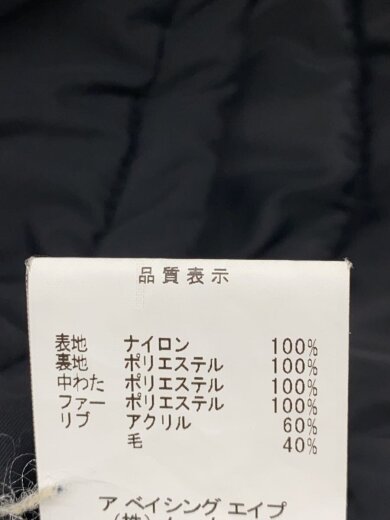 品質表示
表地 ナイロン 100%
裏地 ポリエステル 100%
中わた ポリエステル 100%
ファー ポリエステル 100%
リブ アクリル 60%
毛 40%
ア ベイシング エイプ
(株)